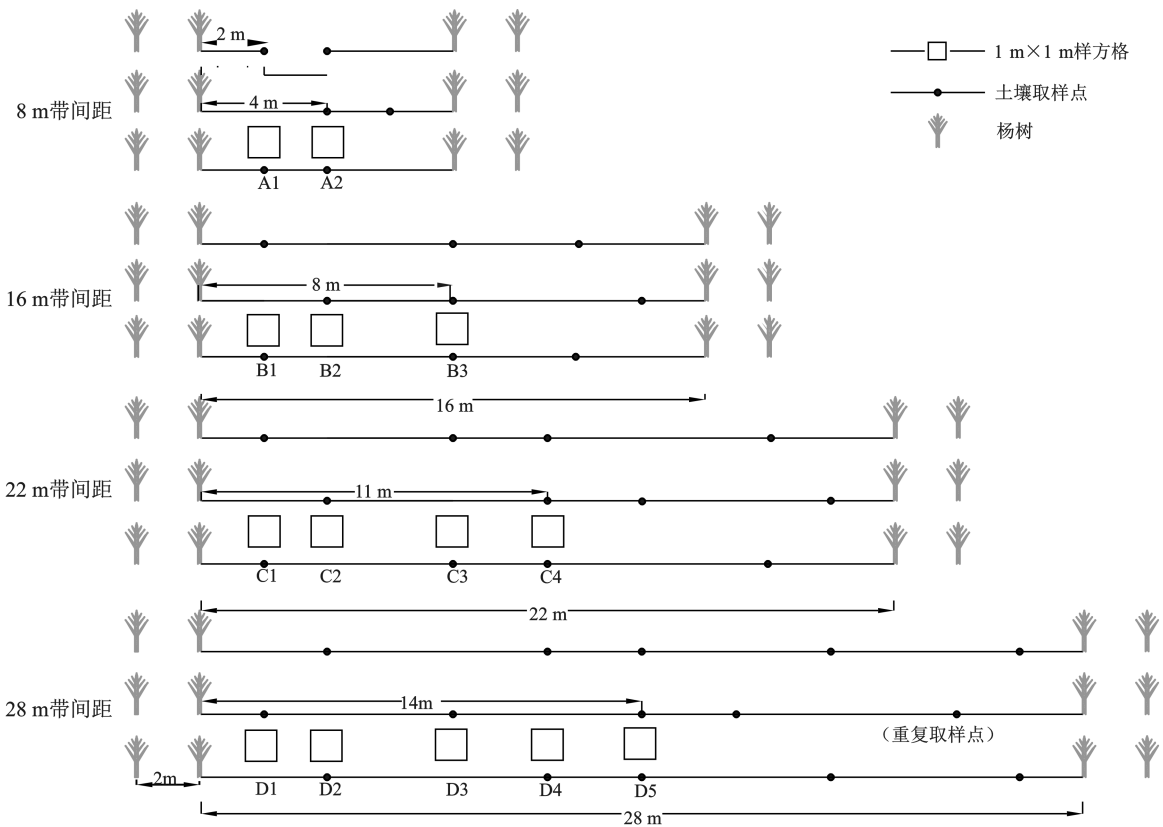 2 m
1 m×1 m样方格
土壤取样点
杨树
8 m带间距
4 m
A1 A2
16 m带间距
8 m
B1 B2 B3
16 m
22 m带间距
11 m
C1 C2 C3 C4
22 m
28 m带间距
14m
(重复取样点)
2m
D1 D2 D3 D4 D5
28 m